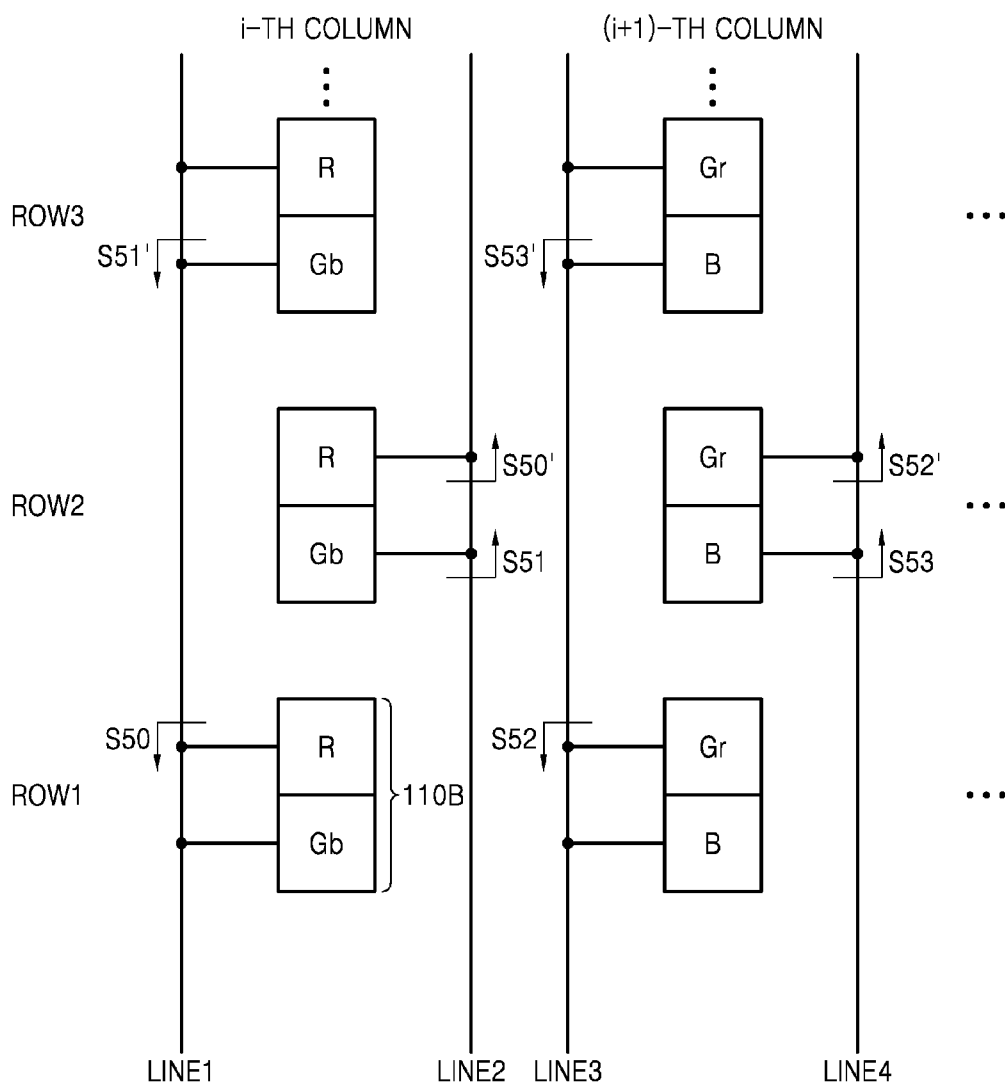 i-TH COLUMN (i+1)-TH COLUMN
R Gr
ROW3
S51' Gb S53' B
R S50' Gr S52'
ROW2
Gb S51 B S53
S50 R S52 Gr
ROW1 110B
Gb B
LINE1 LINE2 LINE3 LINE4